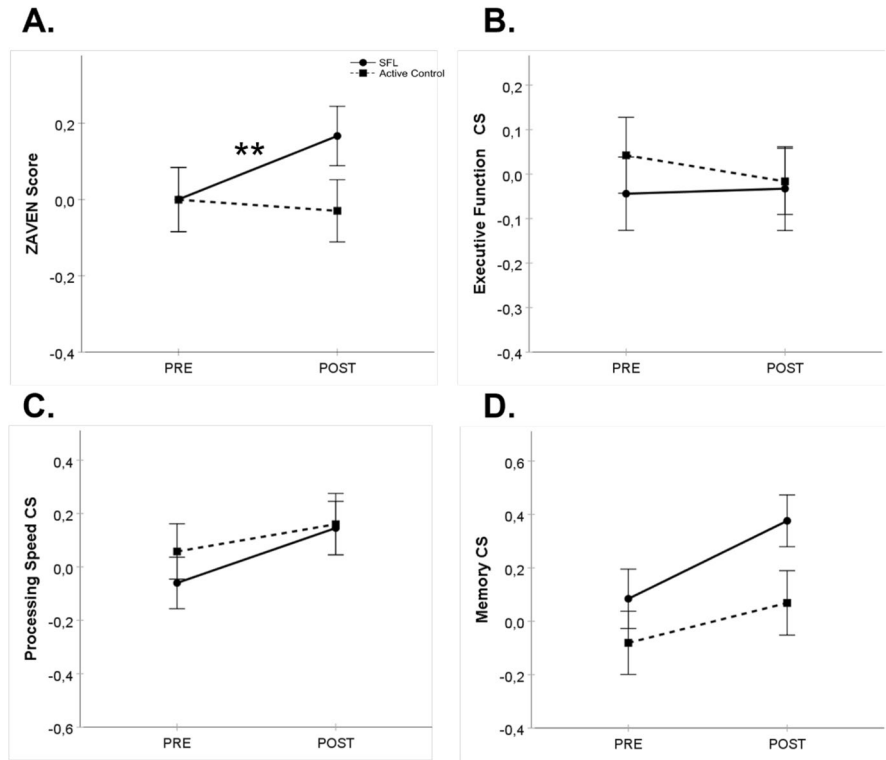 A.
SFL
Active Control
ZAVEN Score
0,2
**
0,0
-0,2
-0,4
PRE
POST
B.
Executive Function CS
0,2
0,1
0,0
-0,1
-0,2
-0,3
-0,4
PRE
POST
C.
Processing Speed CS
0,4
0,2
0,0
-0,2
-0,4
-0,6
PRE
POST
D.
Memory CS
0,6
0,4
0,2
0,0
-0,2
-0,4
PRE
POST